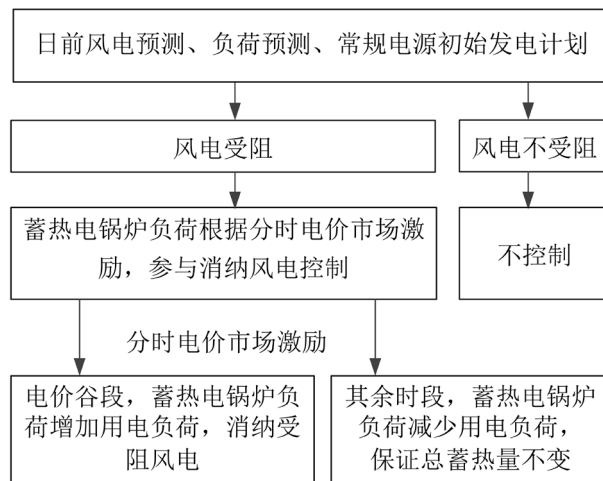 日前风电预测、负荷预测、常规电源初始发电计划
风电受阻
风电不受阻
蓄热电锅炉负荷根据分时电价市场激
励，参与消纳风电控制
不控制
分时电价市场激励
电价谷段，蓄热电锅炉负
荷增加用电负荷，消纳受
阻风电
其余时段，蓄热电锅炉
负荷减少用电负荷，
保证总蓄热量不变